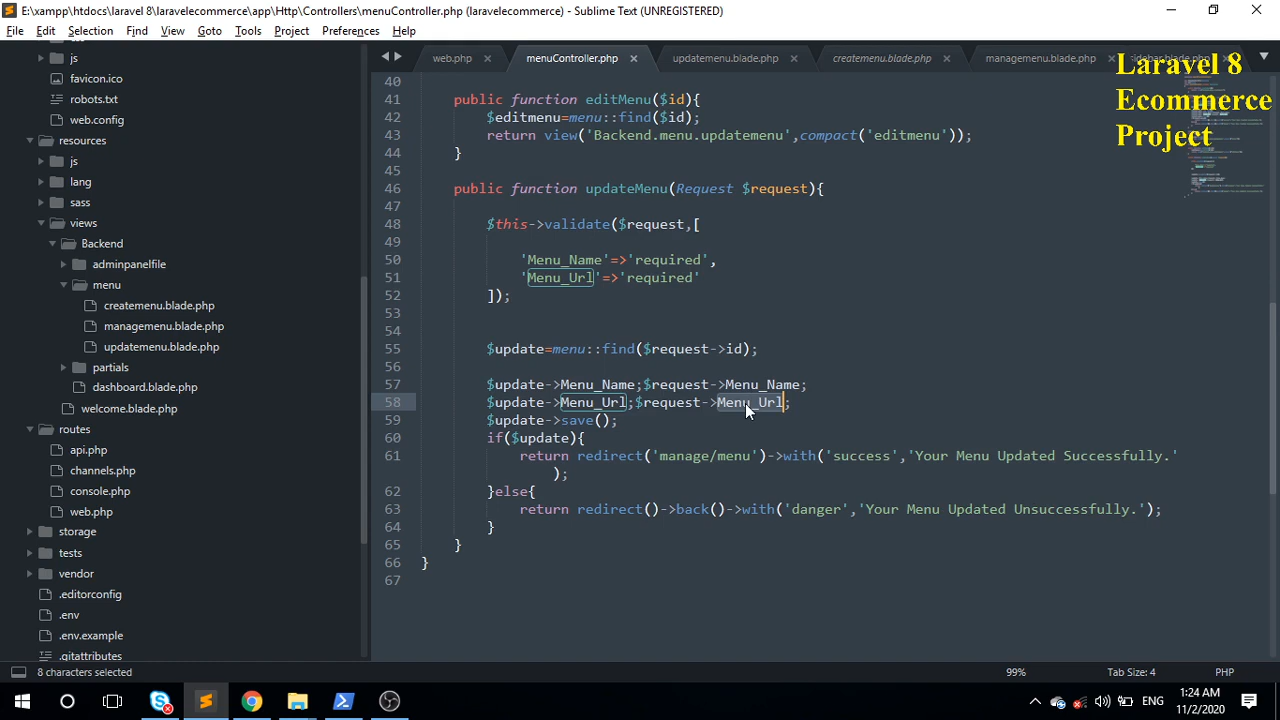 E:\xampp\htdocs\laravel 8\laravelecommerce\app\Http\Controllers\menuController.php (laravelecommerce) - Sublime Text (UNREGISTERED)
File Edit Selection Find View Goto Tools Project Preferences Help
web.php
menuController.php
updatemenu.blade.php
createmenu.blade.php
managemenu.blade.php
Laravel 8
Ecommerce
Project
js
favicon.ico
robots.txt
web.config
resources
js
lang
sass
views
Backend
adminpanelfile
menu
createmenu.blade.php
managemenu.blade.php
updatemenu.blade.php
partials
dashboard.blade.php
welcome.blade.php
routes
api.php
channels.php
console.php
web.php
storage
tests
vendor
.editorconfig
.env
.env.example
.gitattributes
40
41 public function editMenu($id){
42 $editmenu=menu::find($id);
43 return view('Backend.menu.updatemenu',compact('editmenu'));
44 }
45
46 public function updateMenu(Request $request){
47
48 $this->validate($request,[
49
50 'Menu_Name'=>'required',
51 'Menu_Url'=>'required'
52 ]);
53
54
55 $update=menu::find($request->id);
56
57 $update->Menu_Name;$request->Menu_Name;
58 $update->Menu_Url;$request->Menu_Url;
59 $update->save();
60 if($update){
61 return redirect('manage/menu')->with('success','Your Menu Updated Successfully.'
);
62 }else{
63 return redirect()->back()->with('danger','Your Menu Updated Unsuccessfully.');
64 }
65 }
66 }
67
8 characters selected
99%
Tab Size: 4
PHP
ENG
1:24 AM
11/2/2020